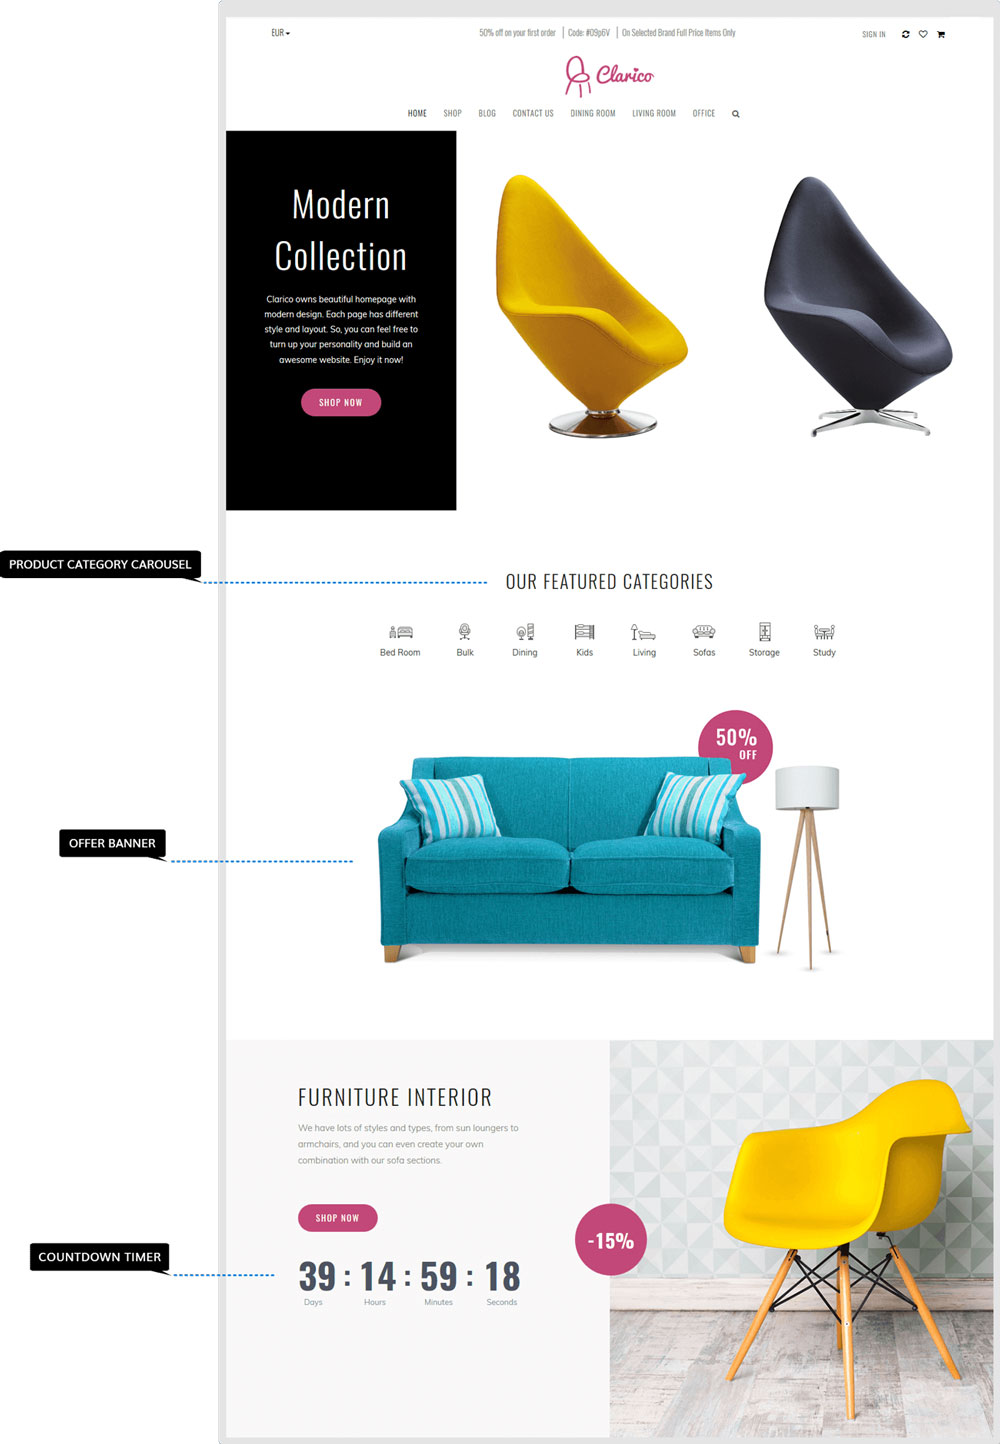 EUR
50% off on your first order | Code: #09p6V | On Selected Brand Full Price Items Only
SIGN IN
Clarico
HOME SHOP BLOG CONTACT US DINING ROOM LIVING ROOM OFFICE
Modern
Collection
Clarico owns beautiful homepage with
modern design. Each page has different
style and layout. So, you can feel free to
turn up your personality and build an
awesome website. Enjoy it now!
SHOP NOW
PRODUCT CATEGORY CAROUSEL
OUR FEATURED CATEGORIES
Bed Room Bulk Dining Kids Living Sofas Storage Study
50%
OFF
OFFER BANNER
FURNITURE INTERIOR
We have lots of styles and types, from sun loungers to
armchairs, and you can even create your own
combination with our sofa sections.
SHOP NOW
-15%
COUNTDOWN TIMER
39 : 14 : 59 : 18
Days Hours Minutes Seconds